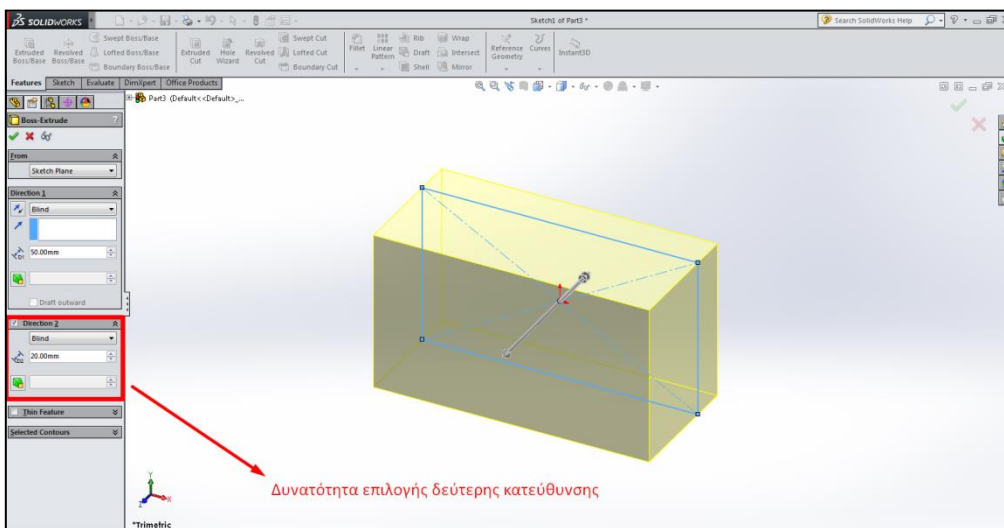 SOLIDWORKS
Sketch1 of Part3 *
Search SolidWorks Help
Extruded Boss/Base
Revolved Boss/Base
Swept Boss/Base
Lofted Boss/Base
Boundary Boss/Base
Extruded Cut
Hole Wizard
Revolved Cut
Swept Cut
Lofted Cut
Boundary Cut
Fillet
Linear Pattern
Rib
Draft
Shell
Wrap
Intersect
Mirror
Reference Geometry
Curves
Instant3D
Features Sketch Evaluate DimXpert Office Products
Part3 (Default<<Default>_...
Boss-Extrude
?
From
Sketch Plane
Direction 1
Blind
50.00mm
Draft outward
Direction 2
Blind
20.00mm
Thin Feature
Selected Contours
Δυνατότητα επιλογής δεύτερης κατεύθυνσης
Y
X
Z
*Trimetric